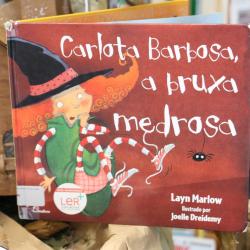 Carlota Barbosa,
a bruxa
medrosa
Layn Marlow
Ilustrado por
Joelle Dreidemy
LER+